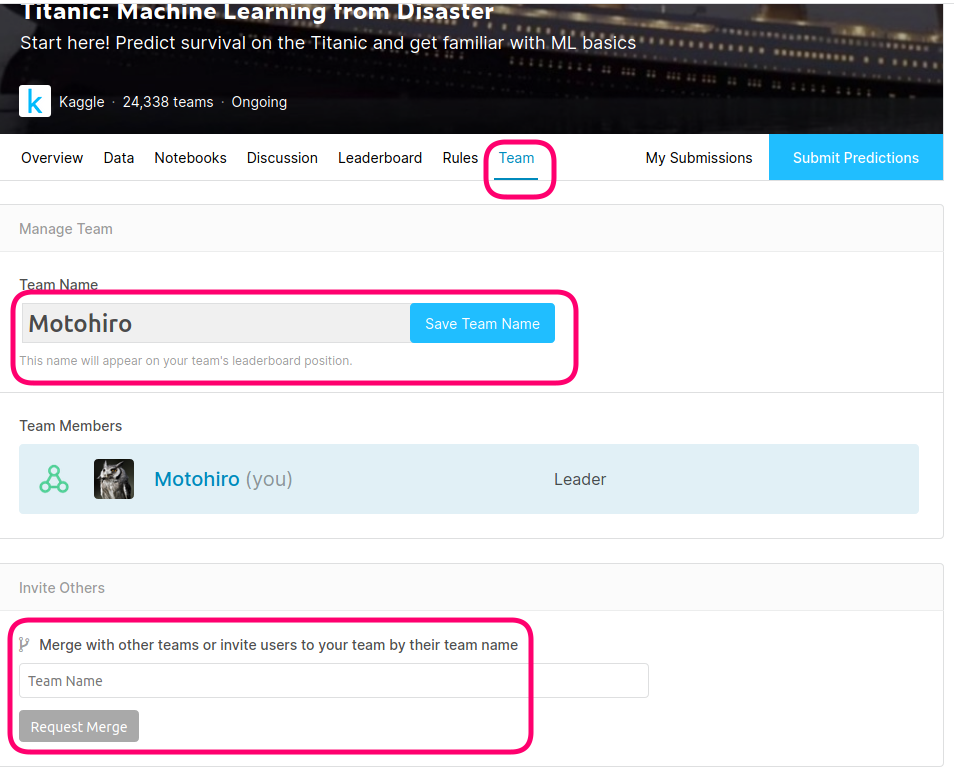 Titanic: Machine Learning from Disaster
Start here! Predict survival on the Titanic and get familiar with ML basics
k Kaggle · 24,338 teams · Ongoing
Overview Data Notebooks Discussion Leaderboard Rules Team My Submissions Submit Predictions
Manage Team
Team Name
Motohiro Save Team Name
This name will appear on your team's leaderboard position.
Team Members
Motohiro (you) Leader
Invite Others
Merge with other teams or invite users to your team by their team name
Team Name
Request Merge